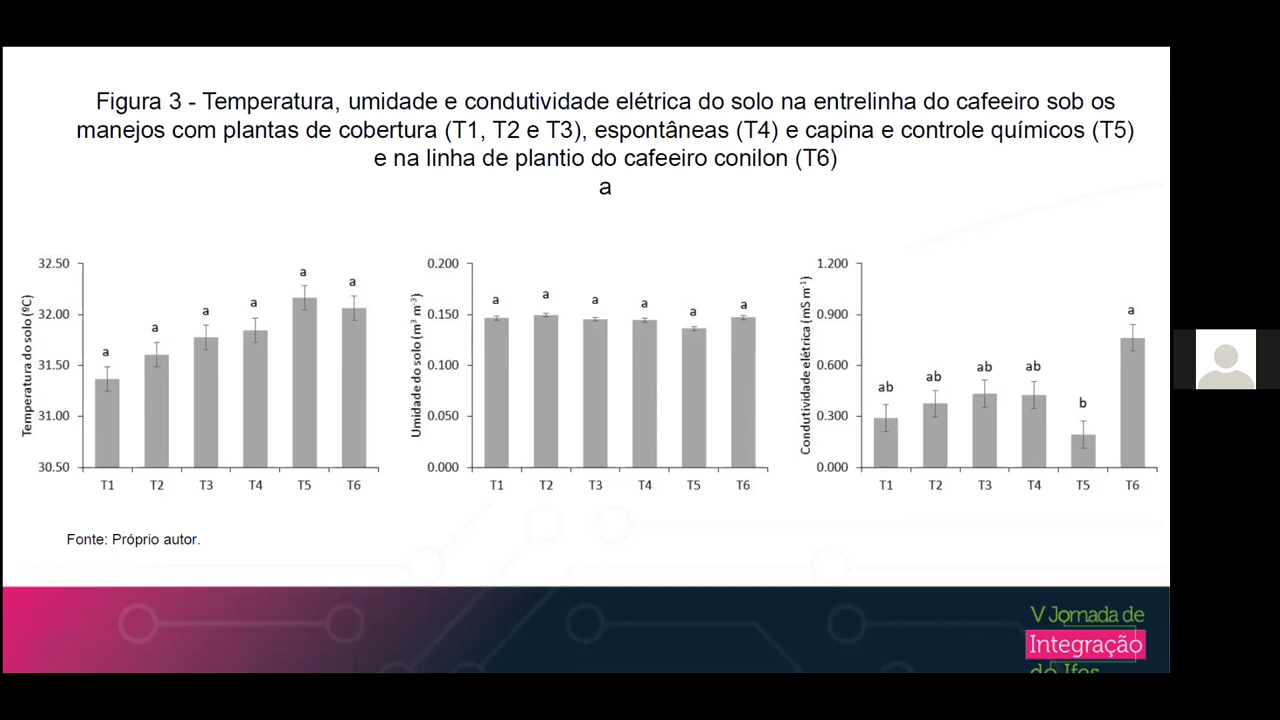 Figura 3 - Temperatura, umidade e condutividade elétrica do solo na entrelinha do cafeeiro sob os
manejos com plantas de cobertura (T1, T2 e T3), espontâneas (T4) e capina e controle químicos (T5)
e na linha de plantio do cafeeiro conilon (T6)
a
Temperatura do solo (ºC)
32.50
32.00
31.50
31.00
30.50
a
a
a
a
a
a
T1 T2 T3 T4 T5 T6
Umidade do solo (m³ m⁻³)
0.200
0.150
0.100
0.050
0.000
a
a
a
a
a
a
T1 T2 T3 T4 T5 T6
Condutividade elétrica (mS m⁻¹)
1.200
0.900
0.600
0.300
0.000
ab
ab
ab
ab
b
a
T1 T2 T3 T4 T5 T6
Fonte: Próprio autor.
V Jornada de
Integração
do Ifes